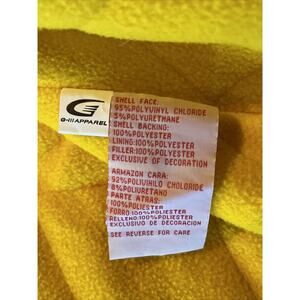 G-III APPAREL
SHELL FACE:
95%POLYVINYL CHLORIDE
5%POLYURETHANE
SHELL BACKING:
100%POLYESTER
LINING:100%POLYESTER
FILLER:100%POLYESTER
EXCLUSIVE OF DECORATION
ARMAZON CARA:
92%POLIVINILO CHOLORIDE
8%POLIURETANO
PARTE ATRAS:
100%POLIESTER
FORRO:100%POLIESTER
RELLENO:100%POLIESTER
EXCLUSIVO DE DECORACION
SEE REVERSE FOR CARE